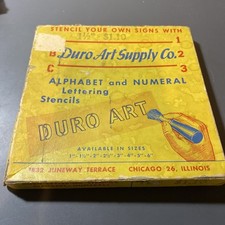 STENCIL YOUR OWN SIGNS WITH
1
B Duro Art Supply Co. 2
C 3
ALPHABET and NUMERAL
Lettering
Stencils
DURO ART
AVAILABLE IN SIZES
1832 JUNEWAY TERRACE CHICAGO 26, ILLINOIS